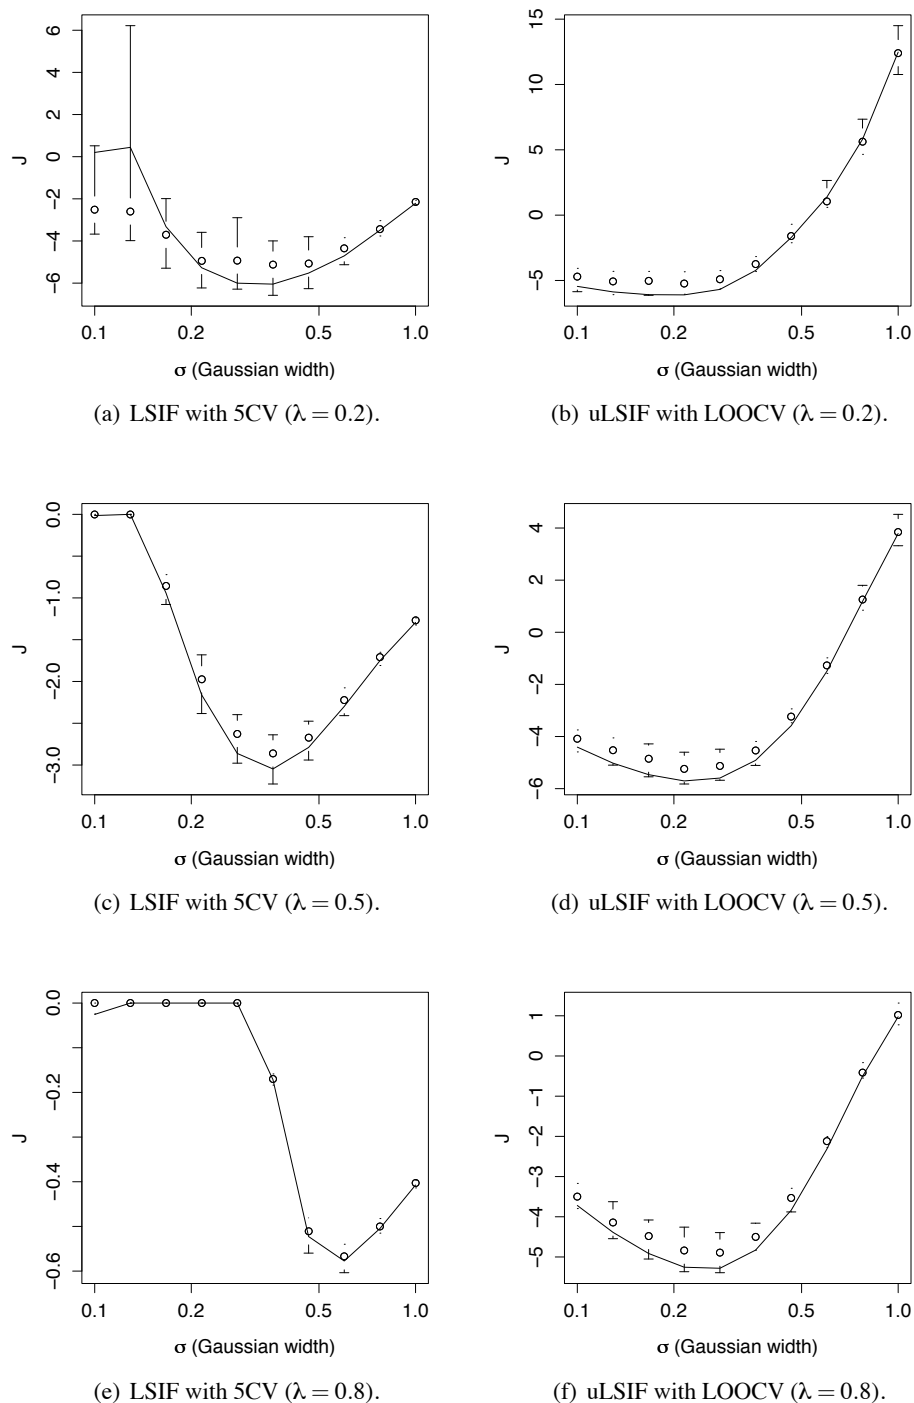 6
4
2
0
−2
−4
−6
J
0.1 0.2 0.5 1.0
σ (Gaussian width)
(a) LSIF with 5CV (λ = 0.2).
15
10
5
0
−5
J
0.1 0.2 0.5 1.0
σ (Gaussian width)
(b) uLSIF with LOOCV (λ = 0.2).
0.0
−1.0
−2.0
−3.0
J
0.1 0.2 0.5 1.0
σ (Gaussian width)
(c) LSIF with 5CV (λ = 0.5).
4
2
0
−2
−4
−6
J
0.1 0.2 0.5 1.0
σ (Gaussian width)
(d) uLSIF with LOOCV (λ = 0.5).
0.0
−0.2
−0.4
−0.6
J
0.1 0.2 0.5 1.0
σ (Gaussian width)
(e) LSIF with 5CV (λ = 0.8).
1
0
−1
−2
−3
−4
−5
J
0.1 0.2 0.5 1.0
σ (Gaussian width)
(f) uLSIF with LOOCV (λ = 0.8).